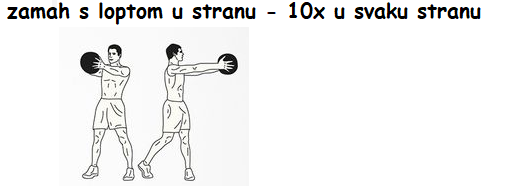 zamah s loptom u stranu - 10x u svaku stranu